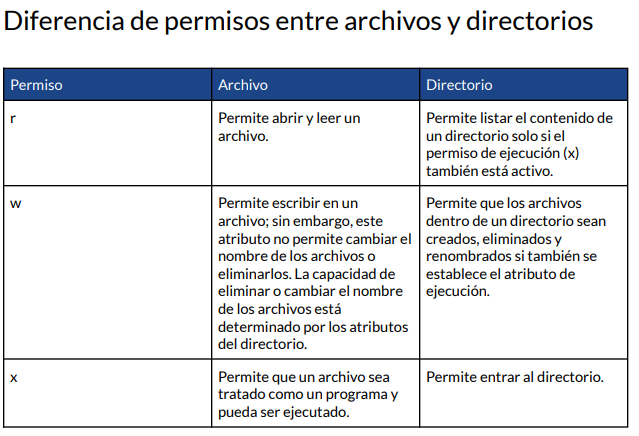 Diferencia de permisos entre archivos y directorios
Permiso
Archivo
Directorio
r
Permite abrir y leer un
archivo.
Permite listar el contenido de
un directorio solo si el
permiso de ejecución (x)
también está activo.
w
Permite escribir en un
archivo; sin embargo, este
atributo no permite cambiar el
nombre de los archivos o
eliminarlos. La capacidad de
eliminar o cambiar el nombre
de los archivos está
determinado por los atributos
del directorio.
Permite que los archivos
dentro de un directorio sean
creados, eliminados y
renombrados si también se
establece el atributo de
ejecución.
x
Permite que un archivo sea
tratado como un programa y
pueda ser ejecutado.
Permite entrar al directorio.